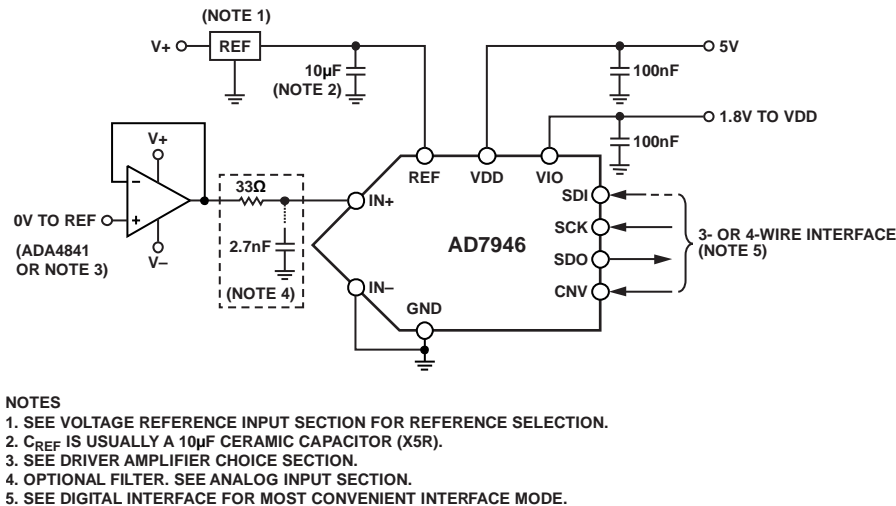 (NOTE 1)
V+
REF
5V
10µF
(NOTE 2)
100nF
1.8V TO VDD
100nF
V+
REF
VDD
VIO
−
33Ω
IN+
SDI
0V TO REF
+
SCK
3- OR 4-WIRE INTERFACE
(NOTE 5)
2.7nF
AD7946
(ADA4841
OR NOTE 3)
V−
SDO
(NOTE 4)
IN−
CNV
GND
NOTES
1. SEE VOLTAGE REFERENCE INPUT SECTION FOR REFERENCE SELECTION.
2. CREF IS USUALLY A 10µF CERAMIC CAPACITOR (X5R).
3. SEE DRIVER AMPLIFIER CHOICE SECTION.
4. OPTIONAL FILTER. SEE ANALOG INPUT SECTION.
5. SEE DIGITAL INTERFACE FOR MOST CONVENIENT INTERFACE MODE.